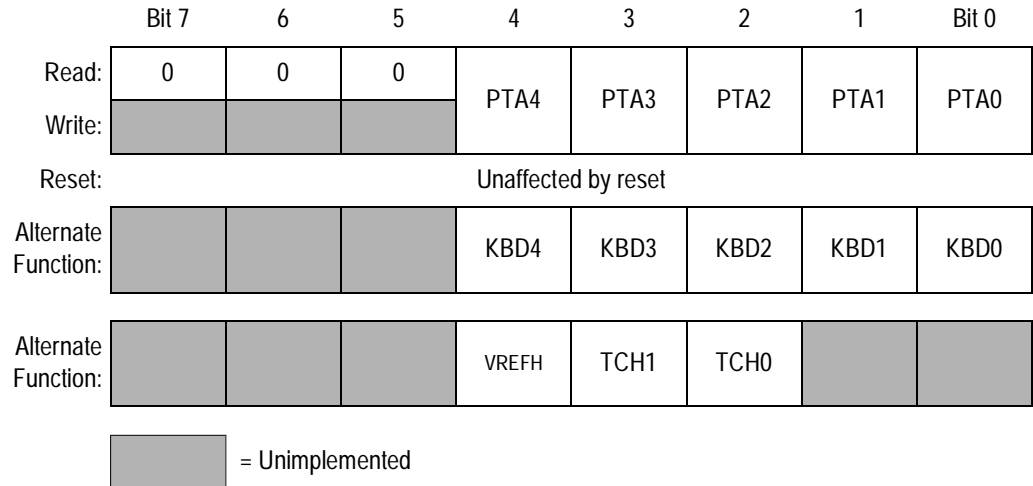 Bit 7 6 5 4 3 2 1 Bit 0
Read: 0 0 0 PTA4 PTA3 PTA2 PTA1 PTA0
Write:
Reset: Unaffected by reset
Alternate
Function: KBD4 KBD3 KBD2 KBD1 KBD0
Alternate
Function: VREFH TCH1 TCH0
= Unimplemented